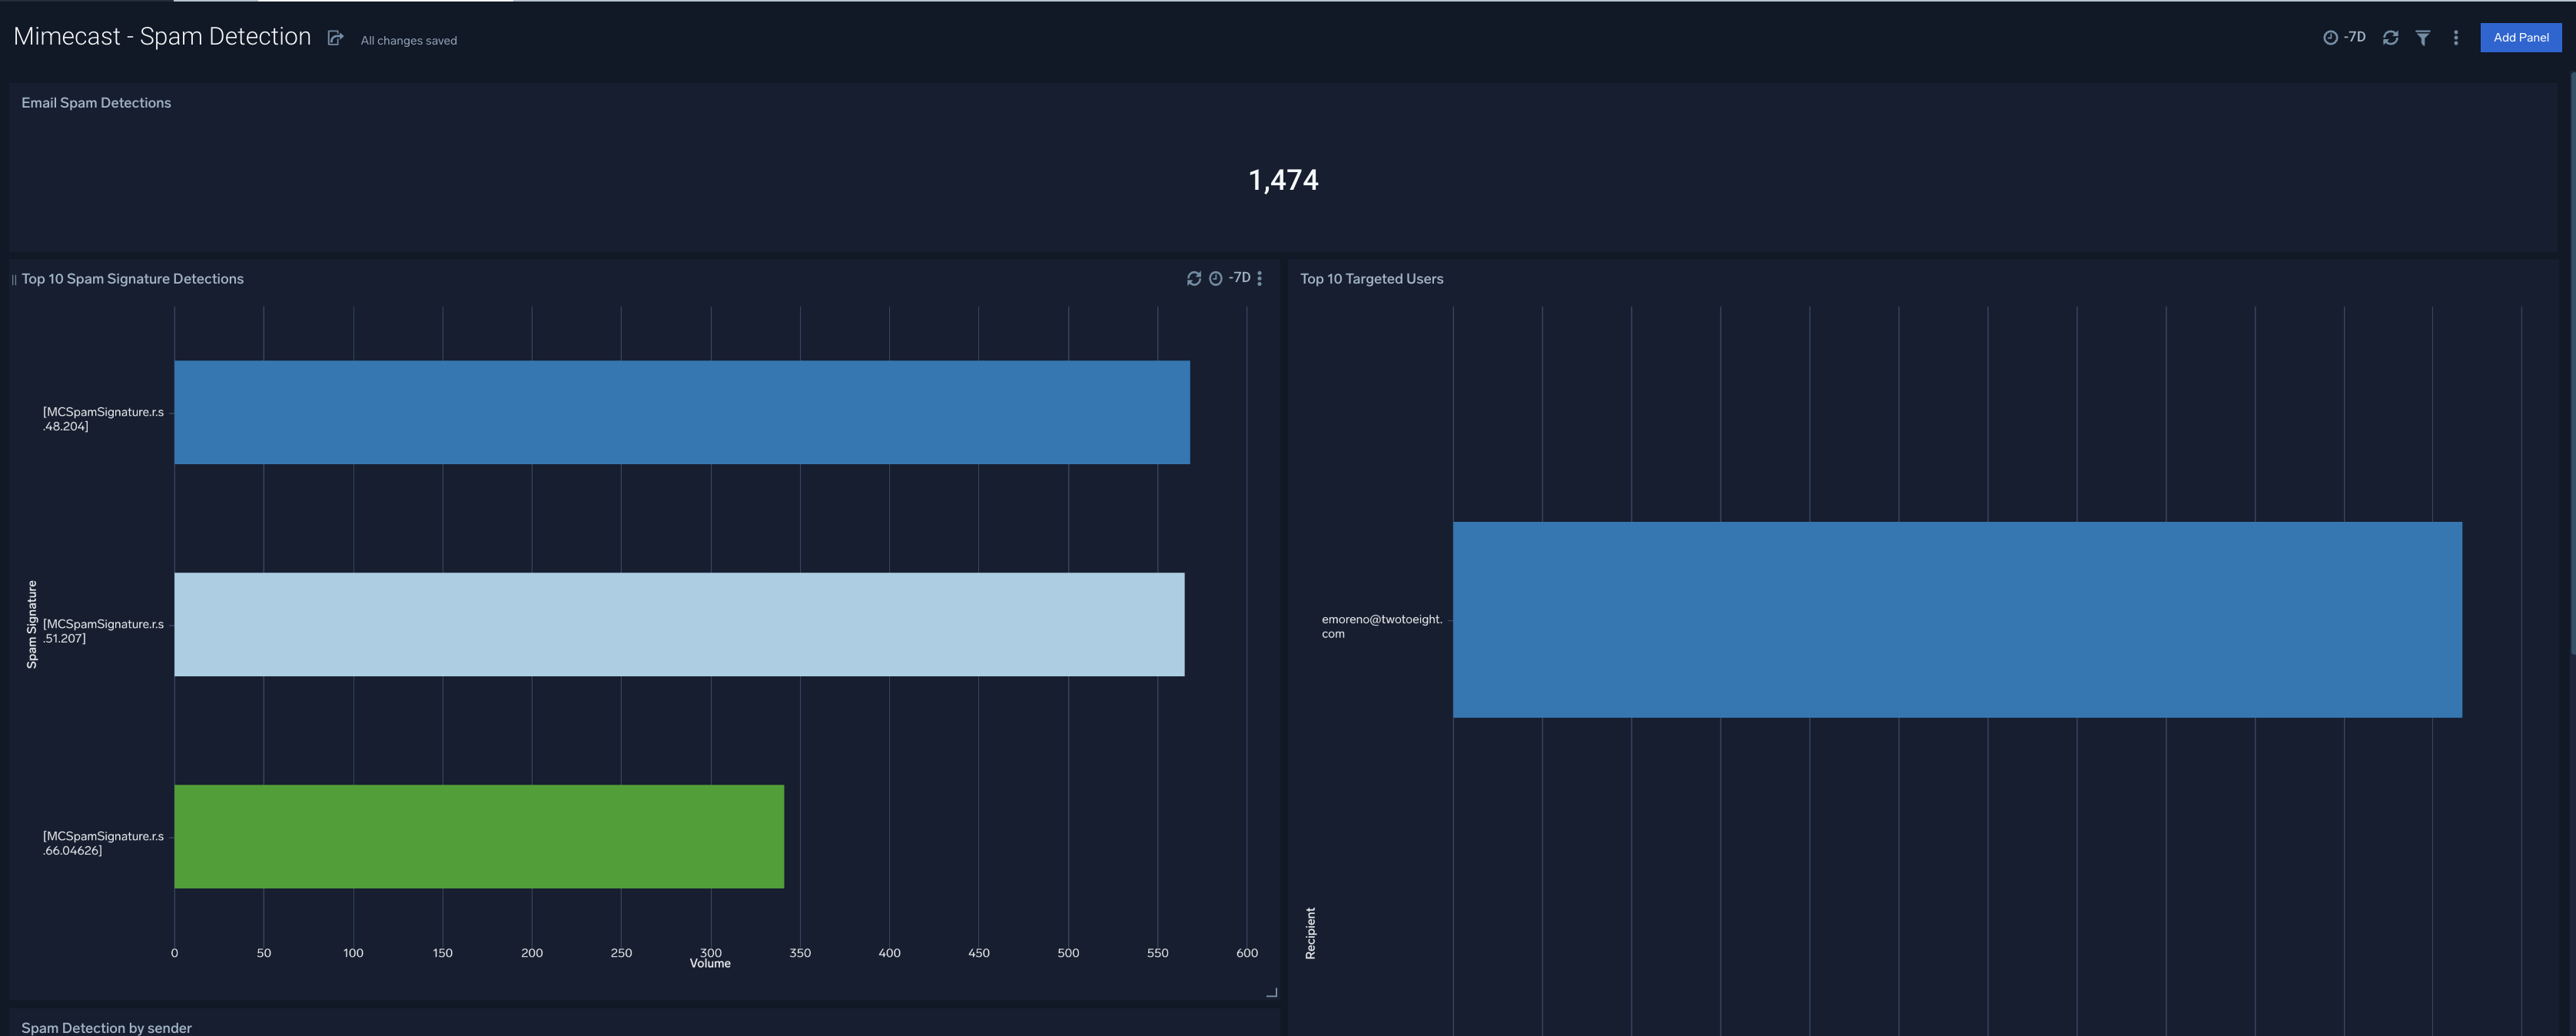 Mimecast - Spam Detection
All changes saved
-7D
Add Panel
Email Spam Detections
1,474
Top 10 Spam Signature Detections
-7D
Spam Signature
[MCSpamSignature.r.s
.48.204]
[MCSpamSignature.r.s
.51.207]
[MCSpamSignature.r.s
.66.04626]
0 50 100 150 200 250 300 350 400 450 500 550 600
Volume
Top 10 Targeted Users
emoreno@twotoeight.
com
Recipient
Spam Detection by sender